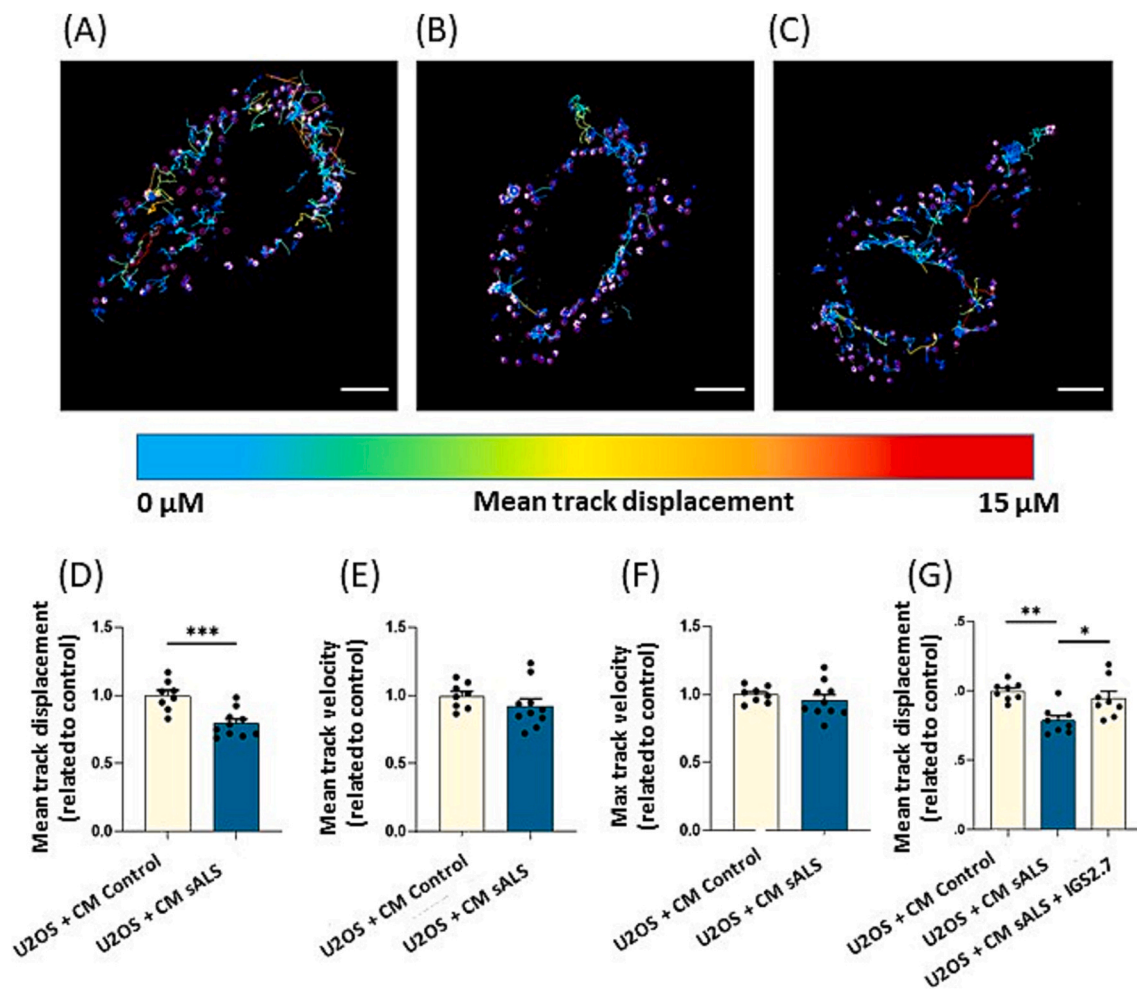 (A)
(B)
(C)
0 µM
Mean track displacement
15 µM
(D)
(E)
(F)
(G)
Mean track displacement
(related to control)
1.5
1.0
0.5
0.0
***
U2OS + CM Control
U2OS + CM sALS
Mean track velocity
(related to control)
1.5
1.0
0.5
0.0
U2OS + CM Control
U2OS + CM sALS
Max track velocity
(related to control)
1.5
1.0
0.5
0.0
U2OS + CM Control
U2OS + CM sALS
Mean track displacement
(related to control)
.5
.0
.5
.0
**
*
U2OS + CM Control
U2OS + CM sALS
U2OS + CM sALS + IGS2.7